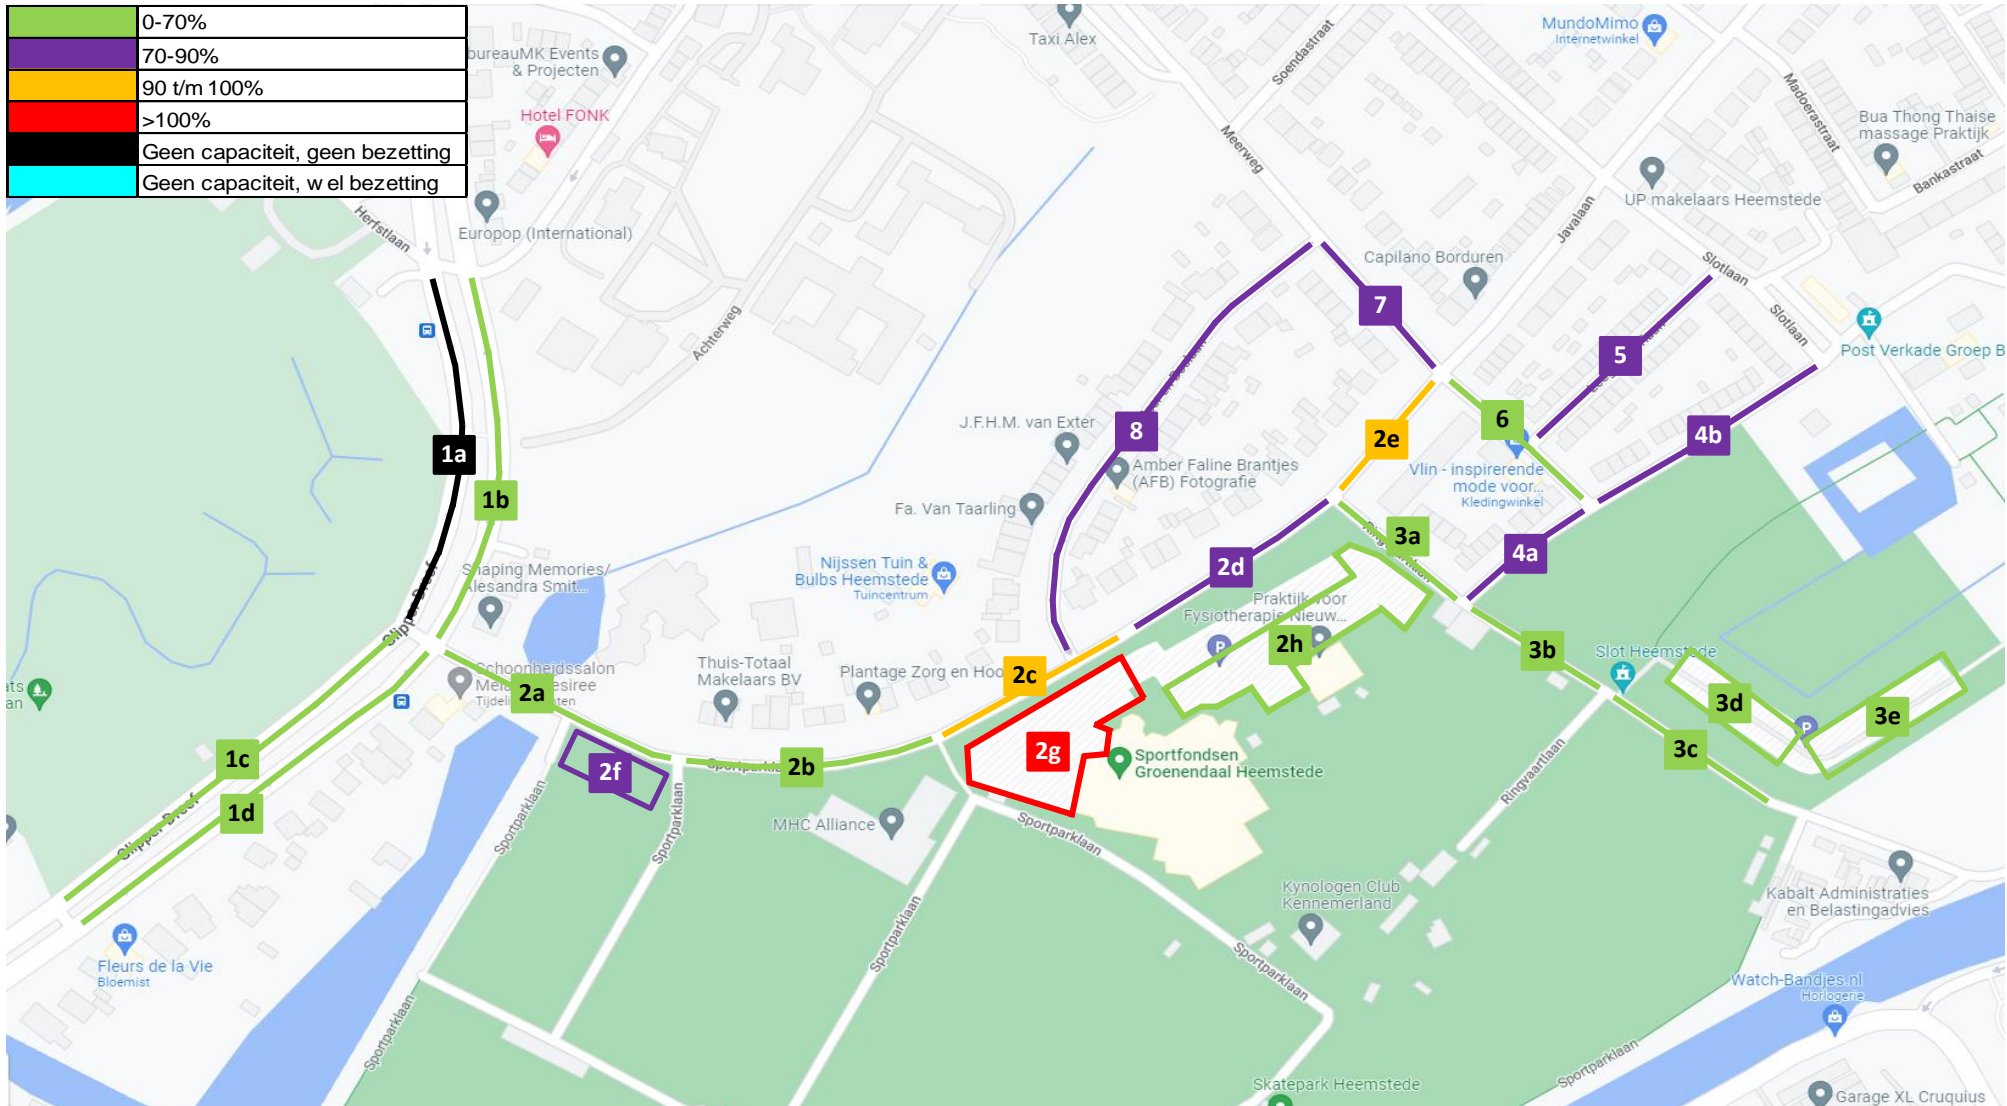 0-70%
70-90%
90 t/m 100%
>100%
Geen capaciteit, geen bezetting
Geen capaciteit, wel bezetting
bureauMK Events
& Projecten
Hotel FONK
Europop (International)
Herfstlaan
Taxi Alex
Soendastraat
MundoMimo
Internetwinkel
Madoerastraat
Bua Thong Thaise
massage Praktijk
Bankastraat
Meerweg
UP makelaars Heemstede
Javalaan
Capilano Borduren
Slotlaan
Slotlaan
Post Verkade Groep B
Achterweg
7
5
8
2e
6
4b
1a
1b
J.F.H.M. van Exter
Amber Faline Brantjes
(AFB) Fotografie
Vlin - inspirerende
mode voor...
Kledingwinkel
Fa. Van Taarling
3a
4a
2d
Nijssen Tuin &
Bulbs Heemstede
Tuincentrum
Shaping Memories/
Alesandra Smit...
Praktijk voor
Fysiotherapie Nieuw...
2h
3b
Slot Heemstede
Schoonheidssalon
2a
Thuis-Totaal
Makelaars BV
Plantage Zorg en
2c
3d
3e
3c
1c
1d
2f
2b
2g
Sportfondsen
Groenendaal Heemstede
Ringvaartlaan
Glipper Dreef
Glipper Dreef
Sportparklaan
Sportparklaan
MHC Alliance
Sportparklaan
Sportparklaan
Kynologen Club
Kennemerland
Kabalt Administraties
en Belastingadvies
Fleurs de la Vie
Bloemist
Sportparklaan
Sportparklaan
Watch-Bandjes.nl
Horlogerie
Sportparklaan
Skatepark Heemstede
Garage XL Cruquius